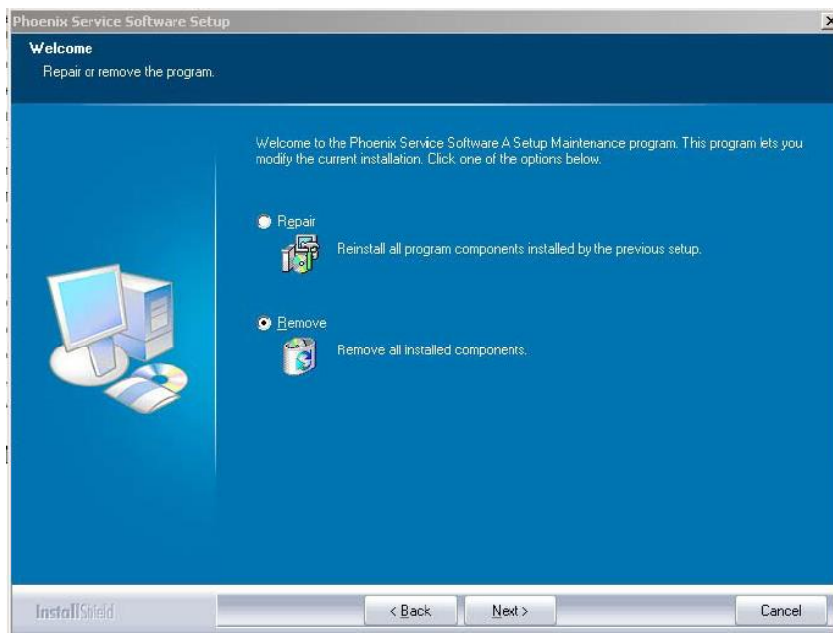 Phoenix Service Software Setup
Welcome
Repair or remove the program.
Welcome to the Phoenix Service Software A Setup Maintenance program. This program lets you
modify the current installation. Click one of the options below.
Repair
Reinstall all program components installed by the previous setup.
Remove
Remove all installed components.
InstallShield
< Back
Next >
Cancel